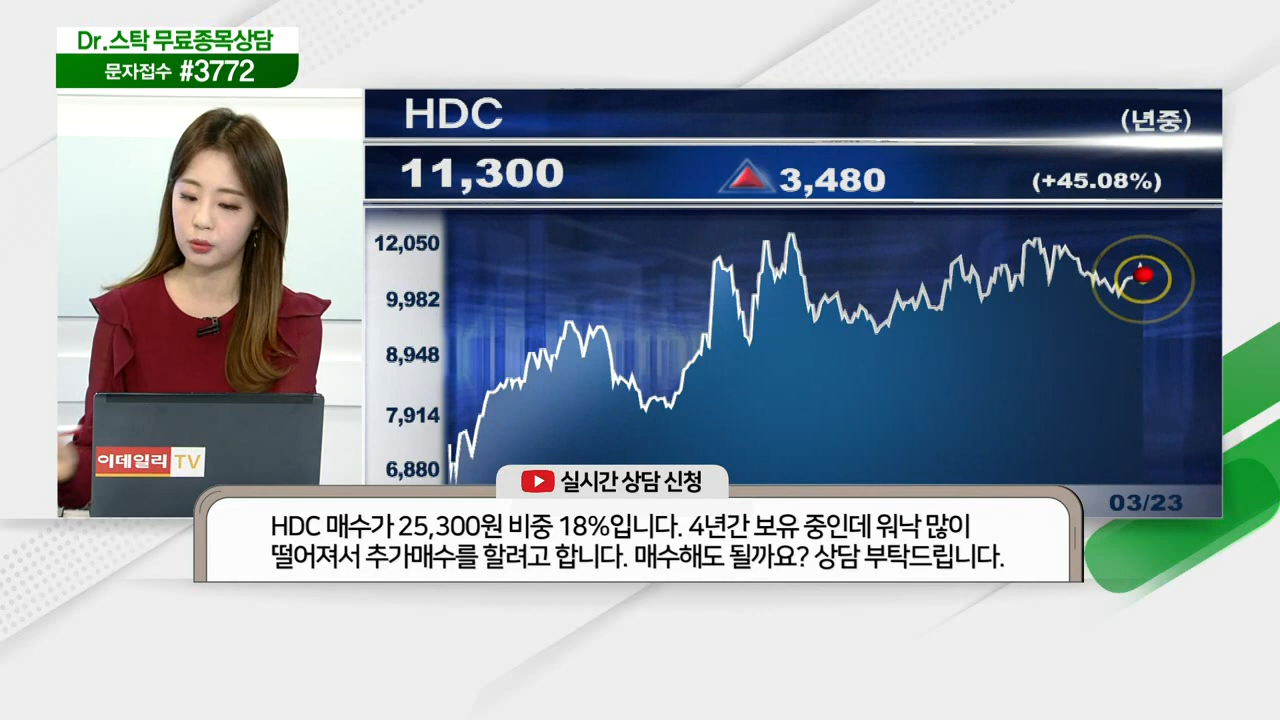 Dr.스탁 무료종목상담
문자접수 #3772
HDC
(년중)
11,300 ▲ 3,480 (+45.08%)
12,050
9,982
8,948
7,914
6,880
03/23
이데일리 TV
실시간 상담 신청
HDC 매수가 25,300원 비중 18%입니다. 4년간 보유 중인데 워낙 많이
떨어져서 추가매수를 할려고 합니다. 매수해도 될까요? 상담 부탁드립니다.